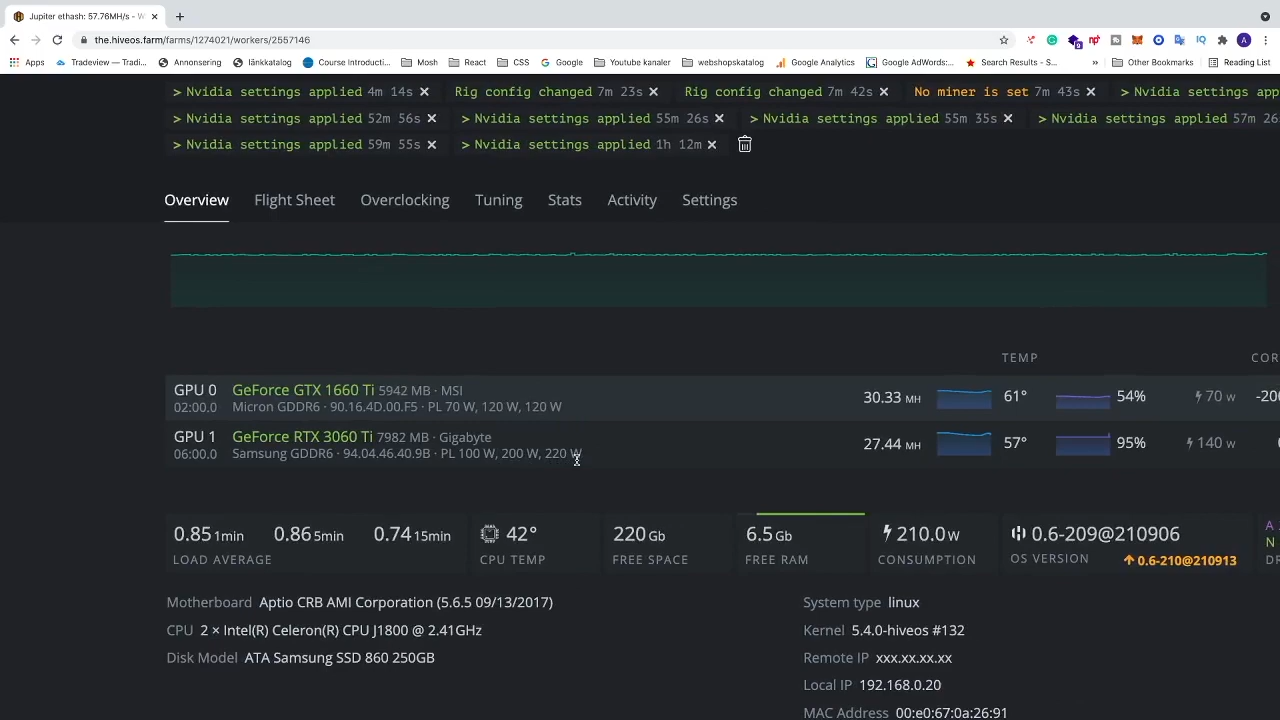 Jupiter ethash: 57.76MH/s - W
the.hiveos.farm/farms/1274021/workers/2557146
Apps Tradeview -- Tradi... Annonsering länkkatalog Course Introducti... Mosh React CSS Google Youtube kanaler webshopskatalog Google Analytics Google AdWords:... Search Results - S... » Other Bookmarks Reading List
> Nvidia settings applied 4m 14s Rig config changed 7m 23s Rig config changed 7m 42s No miner is set 7m 43s > Nvidia settings app
> Nvidia settings applied 52m 56s > Nvidia settings applied 55m 26s > Nvidia settings applied 55m 35s > Nvidia settings applied 57m 26
> Nvidia settings applied 59m 55s > Nvidia settings applied 1h 12m
Overview Flight Sheet Overclocking Tuning Stats Activity Settings
TEMP COR
GPU 0 GeForce GTX 1660 Ti 5942 MB · MSI
02:00.0 Micron GDDR6 · 90.16.4D.00.F5 · PL 70 W, 120 W, 120 W
30.33 MH 61° 54% 70 W -200
GPU 1 GeForce RTX 3060 Ti 7982 MB · Gigabyte
06:00.0 Samsung GDDR6 · 94.04.46.40.9B · PL 100 W, 200 W, 220 W
27.44 MH 57° 95% 140 W
0.85 1min 0.86 5min 0.74 15min 42° 220 Gb 6.5 Gb 210.0 W 0.6-209@210906 A
LOAD AVERAGE CPU TEMP FREE SPACE FREE RAM CONSUMPTION OS VERSION 0.6-210@210913 N
Motherboard Aptio CRB AMI Corporation (5.6.5 09/13/2017)
CPU 2 × Intel(R) Celeron(R) CPU J1800 @ 2.41GHz
Disk Model ATA Samsung SSD 860 250GB
System type linux
Kernel 5.4.0-hiveos #132
Remote IP xxx.xx.xx.xx
Local IP 192.168.0.20
MAC Address 00:e0:67:0a:26:91